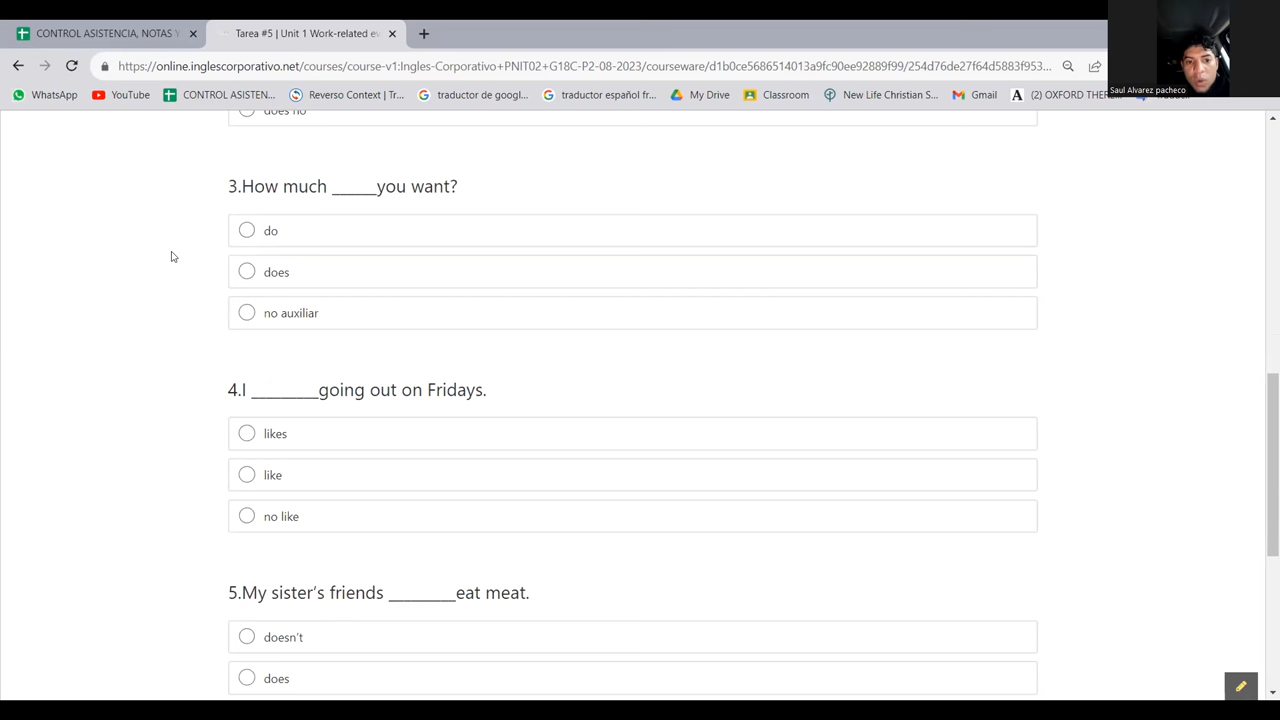 CONTROL ASISTENCIA, NOTAS Y
Tarea #5 | Unit 1 Work-related ev
https://online.inglescorporativo.net/courses/course-v1:Ingles-Corporativo+PNIT02+G18C-P2-08-2023/courseware/d1b0ce5686514013a9fc90ee92889f99/254d76de27f64d5883f953...
WhatsApp YouTube CONTROL ASISTEN... Reverso Context | Tr... traductor de googl... traductor español fr... My Drive Classroom New Life Christian S... Gmail (2) OXFORD THE
Saul Alvarez pacheco
does no
3.How much ______you want?
do
does
no auxiliar
4.I _________going out on Fridays.
likes
like
no like
5.My sister’s friends _________eat meat.
doesn’t
does